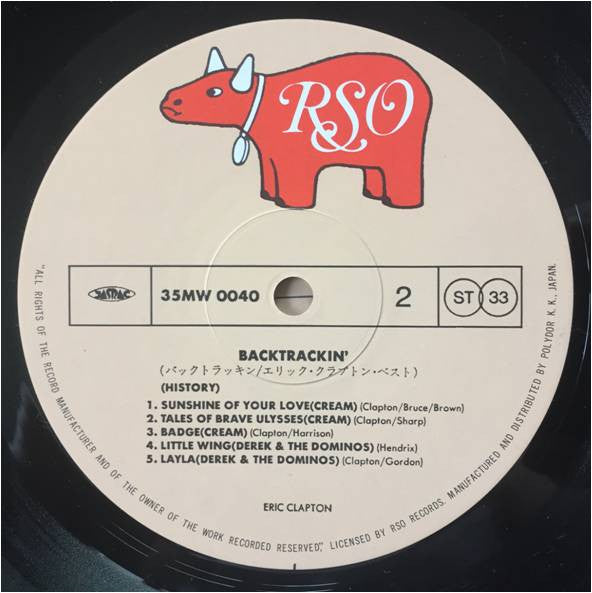 RSO
JASRAC
35MW 0040
2
ST 33
BACKTRACKIN'
(バックトラッキン/エリック・クラプトン・ベスト)
(HISTORY)
1. SUNSHINE OF YOUR LOVE(CREAM) (Clapton/Bruce/Brown)
2. TALES OF BRAVE ULYSSES(CREAM) (Clapton/Sharp)
3. BADGE(CREAM) (Clapton/Harrison)
4. LITTLE WING(DEREK & THE DOMINOS) (Hendrix)
5. LAYLA(DEREK & THE DOMINOS) (Clapton/Gordon)
ERIC CLAPTON
"ALL RIGHTS OF THE RECORD MANUFACTURER AND OF THE OWNER OF THE WORK RECORDED RESERVED," LICENSED BY RSO RECORDS. MANUFACTURED AND DISTRIBUTED BY POLYDOR K. K., JAPAN.